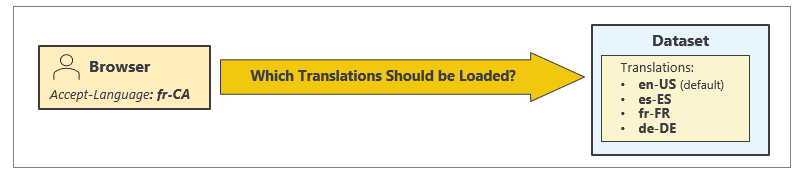 Browser
Accept-Language: fr-CA
Which Translations Should be Loaded?
Dataset
Translations:
• en-US (default)
• es-ES
• fr-FR
• de-DE